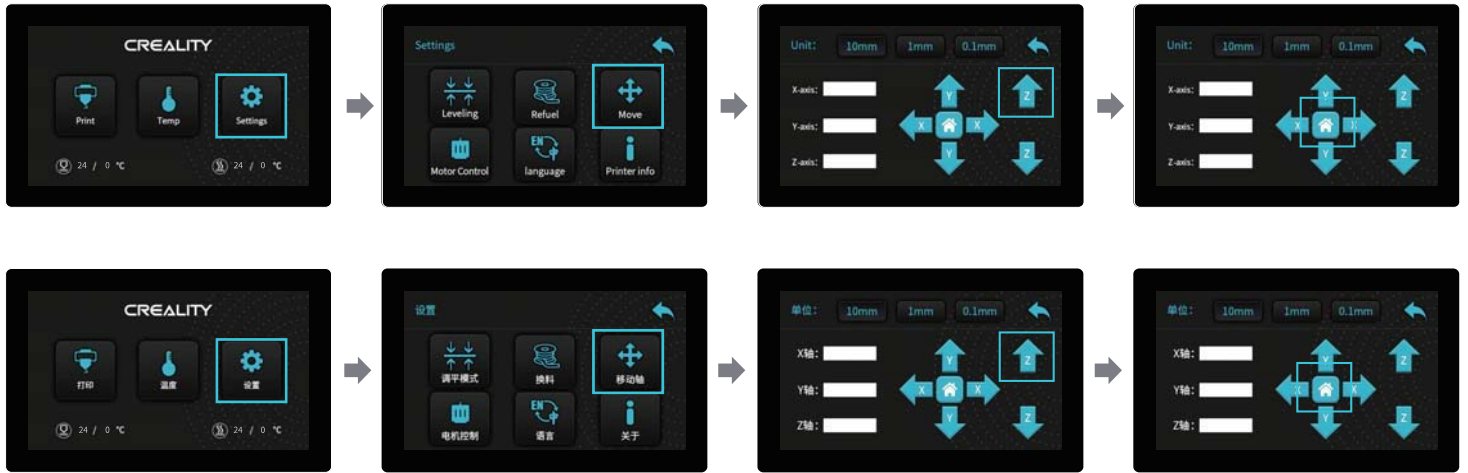 CREALITY
Print Temp Settings
24 / 0 ℃ 24 / 0 ℃
Settings
Leveling Refuel Move
Motor Control language Printer info
EN
Unit: 10mm 1mm 0.1mm
X-axis:
Y-axis:
Z-axis:
Y Z
X X
Y Z
Unit: 10mm 1mm 0.1mm
X-axis:
Y-axis:
Z-axis:
Y Z
X X
Y Z
CREALITY
打印 温度 设置
24 / 0 ℃ 24 / 0 ℃
设置
调平模式 换料 移动轴
EN
电机控制 语言 关于
单位: 10mm 1mm 0.1mm
X轴:
Y轴:
Z轴:
Y Z
X X
Y Z
单位: 10mm 1mm 0.1mm
X轴:
Y轴:
Z轴:
Y Z
X X
Y Z